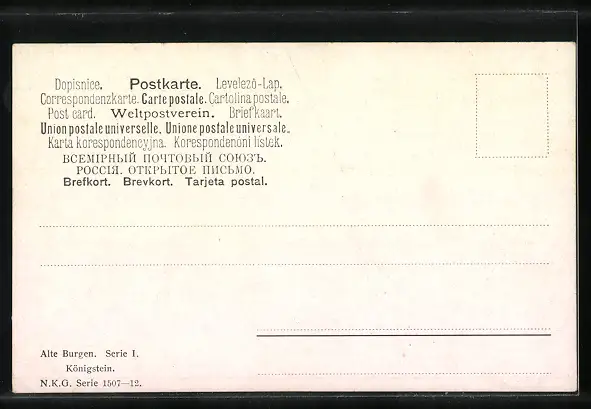 Dopisnice. Postkarte. Levelező-Lap.
Correspondenzkarte. Carte postale. Cartolina postale.
Post card. Weltpostverein. Briefkaart.
Union postale universelle. Unione postale universale.
Karta korespondencyjna. Korespondenční lístek.
ВСЕМІРНЫЙ ПОЧТОВЫЙ СОЮЗЪ.
РОССІЯ. ОТКРЫТОЕ ПИСЬМО.
Brefkort. Brevkort. Tarjeta postal.
Alte Burgen. Serie I.
Königstein.
N.K.G. Serie 1507—12.